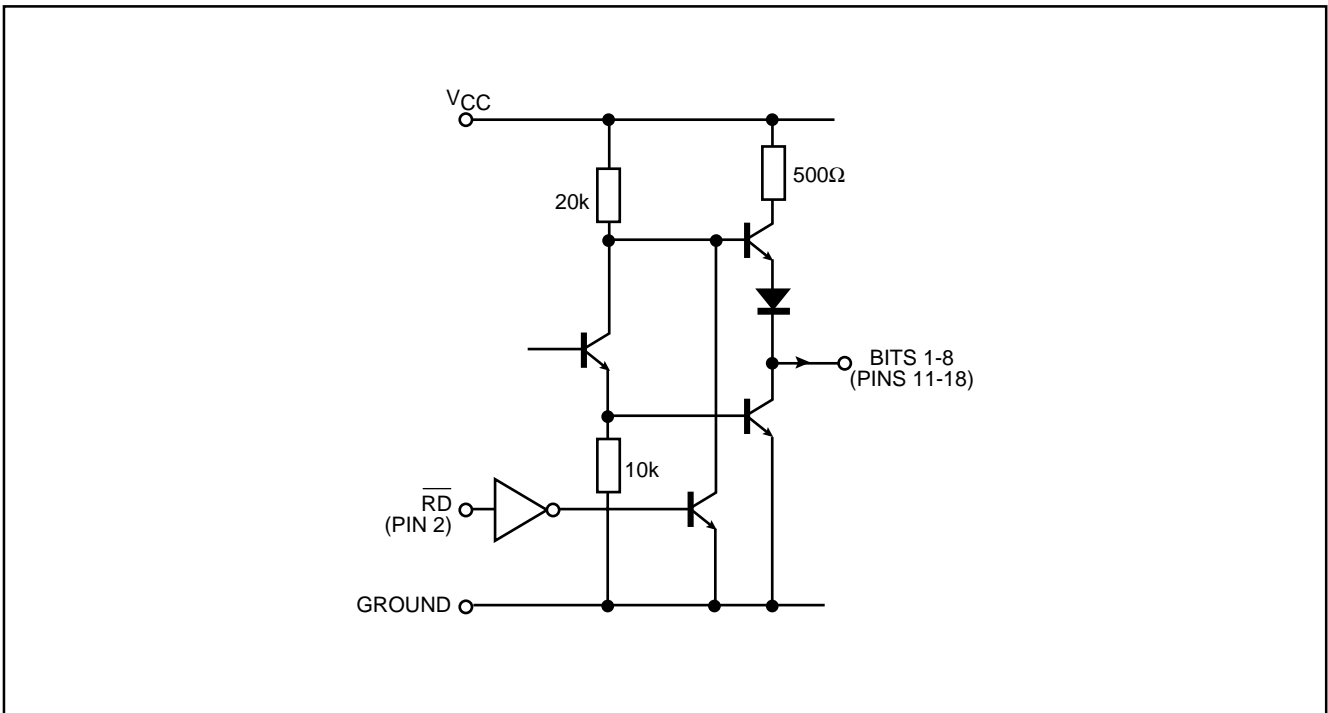 VCC
500Ω
20k
BITS 1-8
(PINS 11-18)
10k
RD
(PIN 2)
GROUND